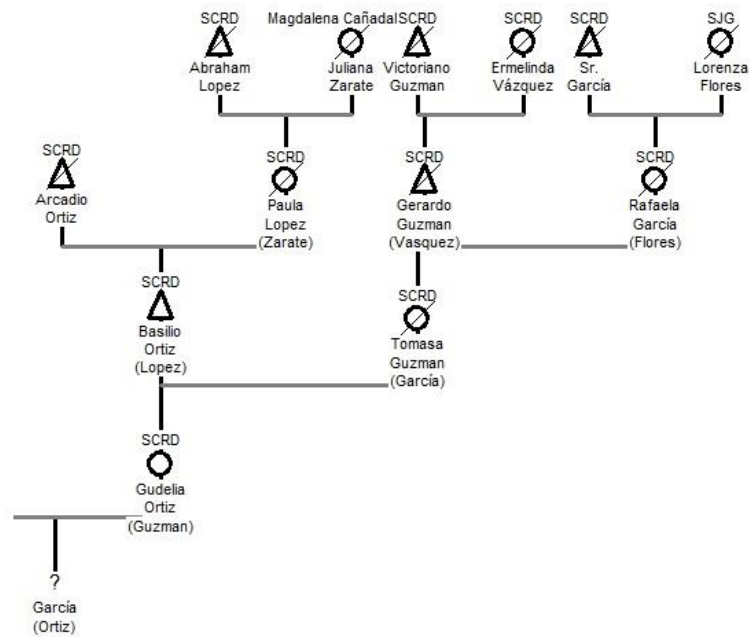 SCRD
Magdalena Cañadal
SCRD
SCRD
SCRD
SJG
Abraham
Lopez
Juliana
Zarate
Victoriano
Guzman
Ermelinda
Vázquez
Sr.
García
Lorenza
Flores
SCRD
Arcadio
Ortiz
SCRD
Paula
Lopez
(Zarate)
SCRD
Gerardo
Guzman
(Vasquez)
SCRD
Rafaela
García
(Flores)
SCRD
Basilio
Ortiz
(Lopez)
SCRD
Tomasa
Guzman
(García)
SCRD
Gudelia
Ortiz
(Guzman)
?
García
(Ortiz)